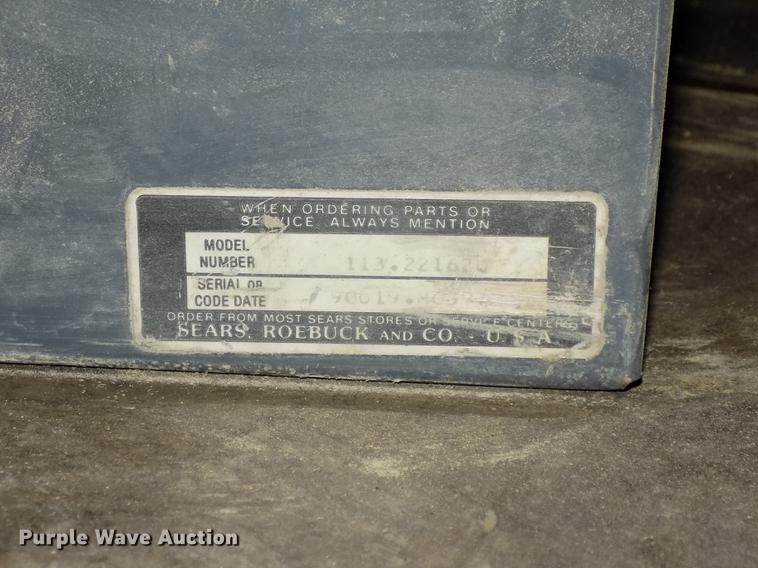 WHEN ORDERING PARTS OR
SERVICE, ALWAYS MENTION
MODEL
NUMBER
SERIAL OR
CODE DATE
ORDER FROM MOST SEARS STORES OR SERVICE CENTERS
SEARS, ROEBUCK AND CO. - U.S.A.
Purple Wave Auction